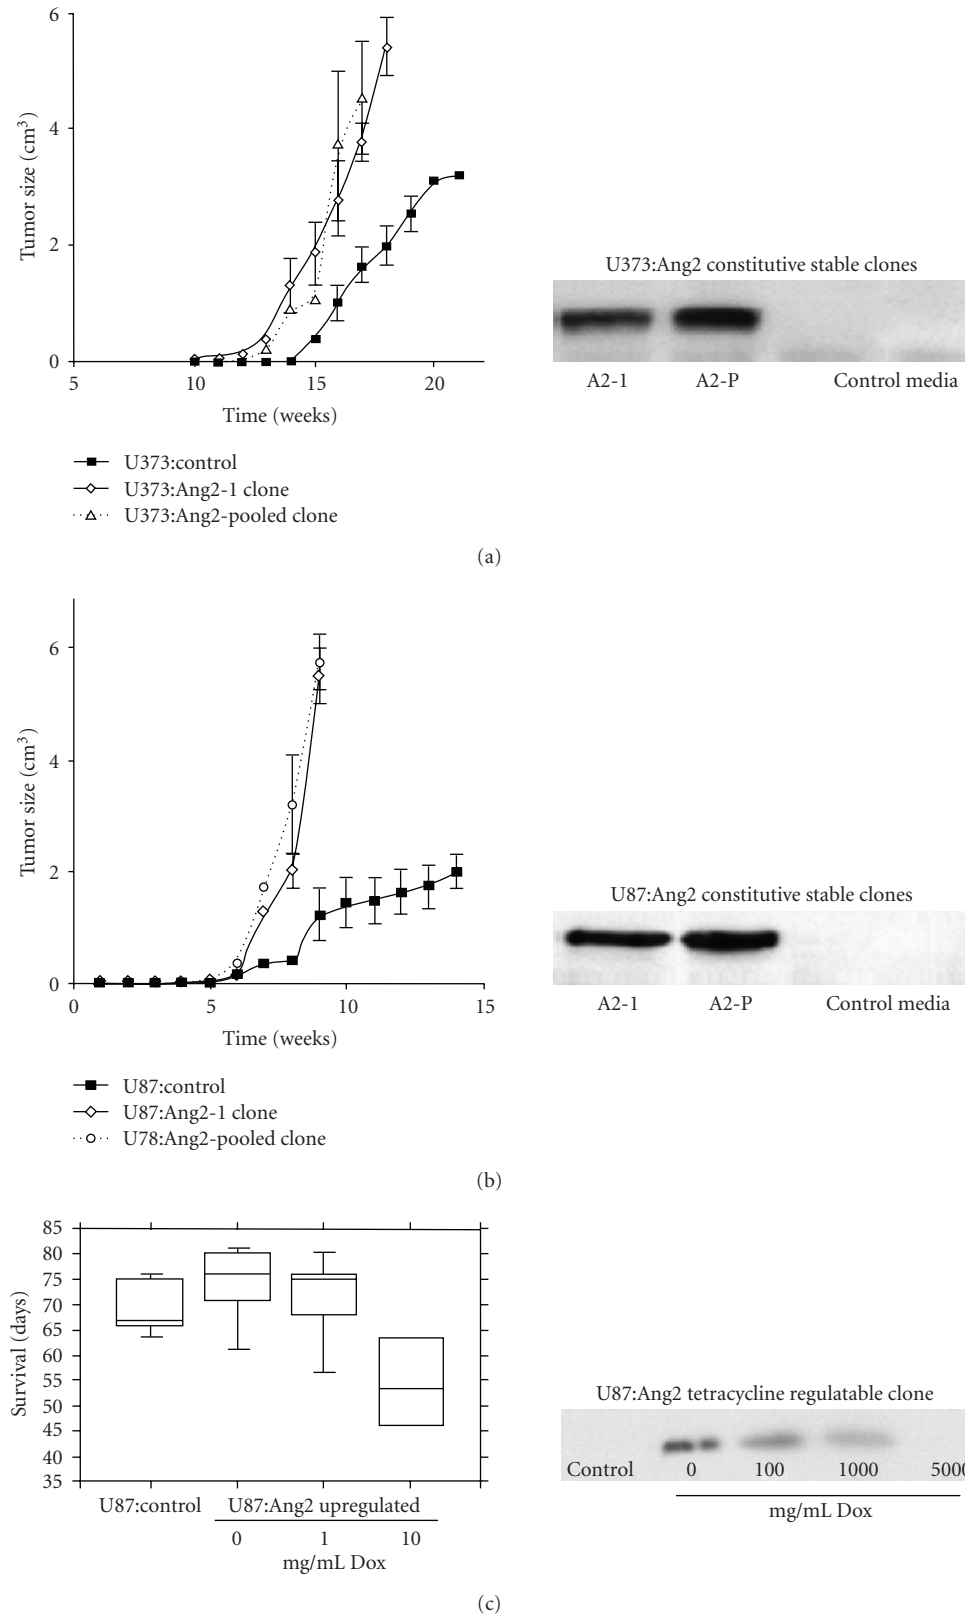 6
4
2
0
Tumor size (cm³)
5
10
15
20
Time (weeks)
U373:control
U373:Ang2-1 clone
U373:Ang2-pooled clone
U373:Ang2 constitutive stable clones
A2-1 A2-P Control media
(a)
6
4
2
0
Tumor size (cm³)
0
5
10
15
Time (weeks)
U87:control
U87:Ang2-1 clone
U78:Ang2-pooled clone
U87:Ang2 constitutive stable clones
A2-1 A2-P Control media
(b)
85
80
75
70
65
60
55
50
45
40
35
Survival (days)
U87:control U87:Ang2 upregulated
0 1 10
mg/mL Dox
U87:Ang2 tetracycline regulatable clone
Control 0 100 1000 5000
mg/mL Dox
(c)